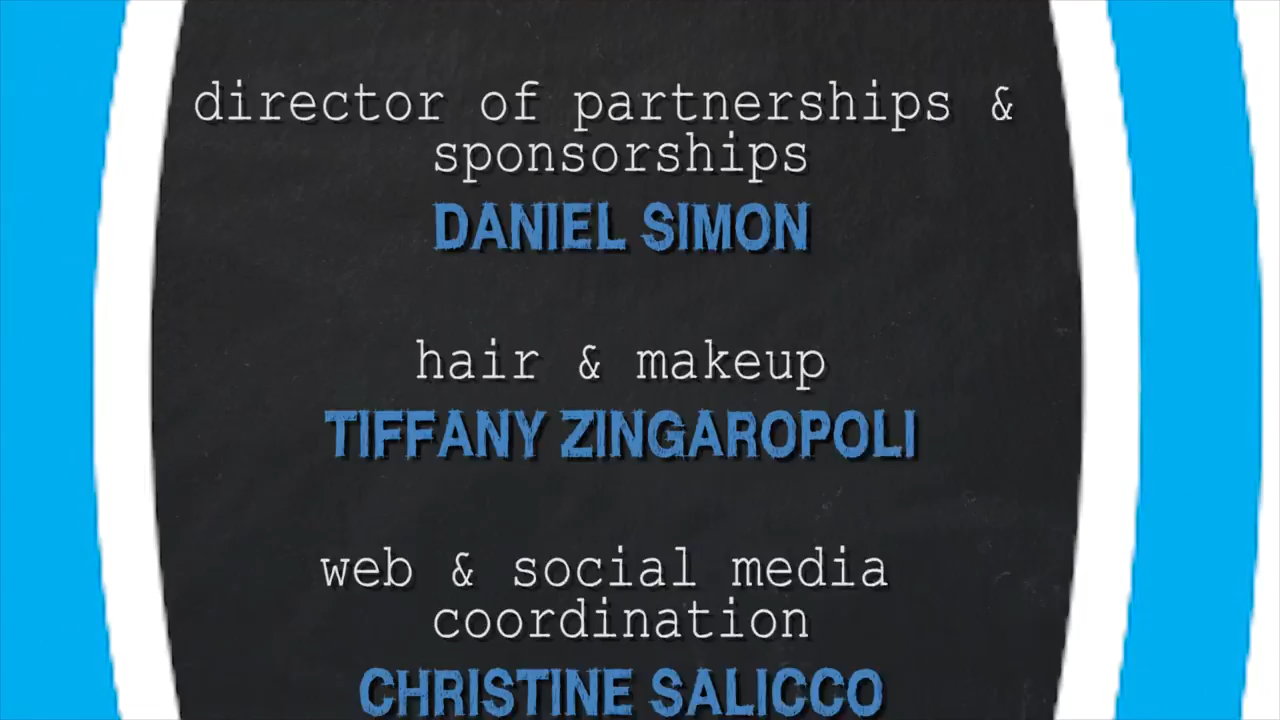 director of partnerships &
sponsorships
DANIEL SIMON
hair & makeup
TIFFANY ZINGAROPOLI
web & social media
coordination
CHRISTINE SALICCO